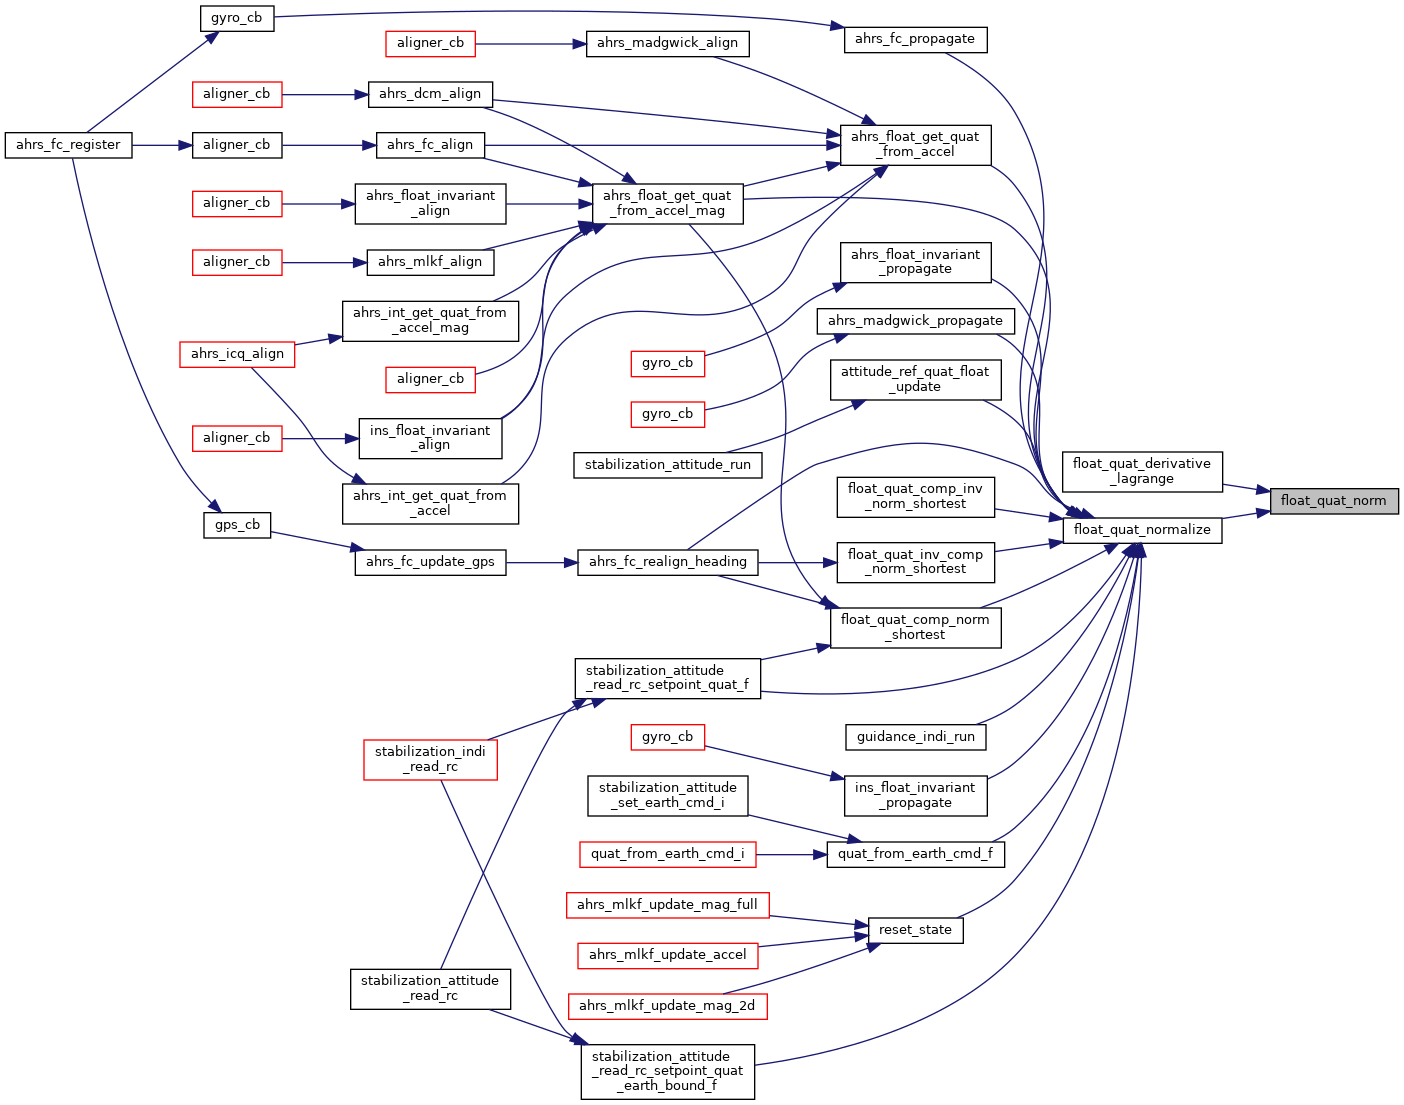 gyro_cb
ahrs_fc_propagate
aligner_cb
ahrs_madgwick_align
aligner_cb
ahrs_dcm_align
ahrs_float_get_quat
_from_accel
ahrs_fc_register
aligner_cb
ahrs_fc_align
aligner_cb
ahrs_float_invariant
_align
ahrs_float_get_quat
_from_accel_mag
aligner_cb
ahrs_mlkf_align
ahrs_float_invariant
_propagate
ahrs_int_get_quat_from
_accel_mag
ahrs_madgwick_propagate
ahrs_icq_align
gyro_cb
aligner_cb
attitude_ref_quat_float
_update
gyro_cb
aligner_cb
ins_float_invariant
_align
stabilization_attitude_run
float_quat_derivative
_lagrange
ahrs_int_get_quat_from
_accel
float_quat_comp_inv
_norm_shortest
float_quat_norm
gps_cb
float_quat_normalize
ahrs_fc_update_gps
ahrs_fc_realign_heading
float_quat_inv_comp
_norm_shortest
float_quat_comp_norm
_shortest
stabilization_attitude
_read_rc_setpoint_quat_f
guidance_indi_run
gyro_cb
stabilization_indi
_read_rc
ins_float_invariant
_propagate
stabilization_attitude
_set_earth_cmd_i
quat_from_earth_cmd_i
quat_from_earth_cmd_f
ahrs_mlkf_update_mag_full
reset_state
ahrs_mlkf_update_accel
stabilization_attitude
_read_rc
ahrs_mlkf_update_mag_2d
stabilization_attitude
_read_rc_setpoint_quat
_earth_bound_f